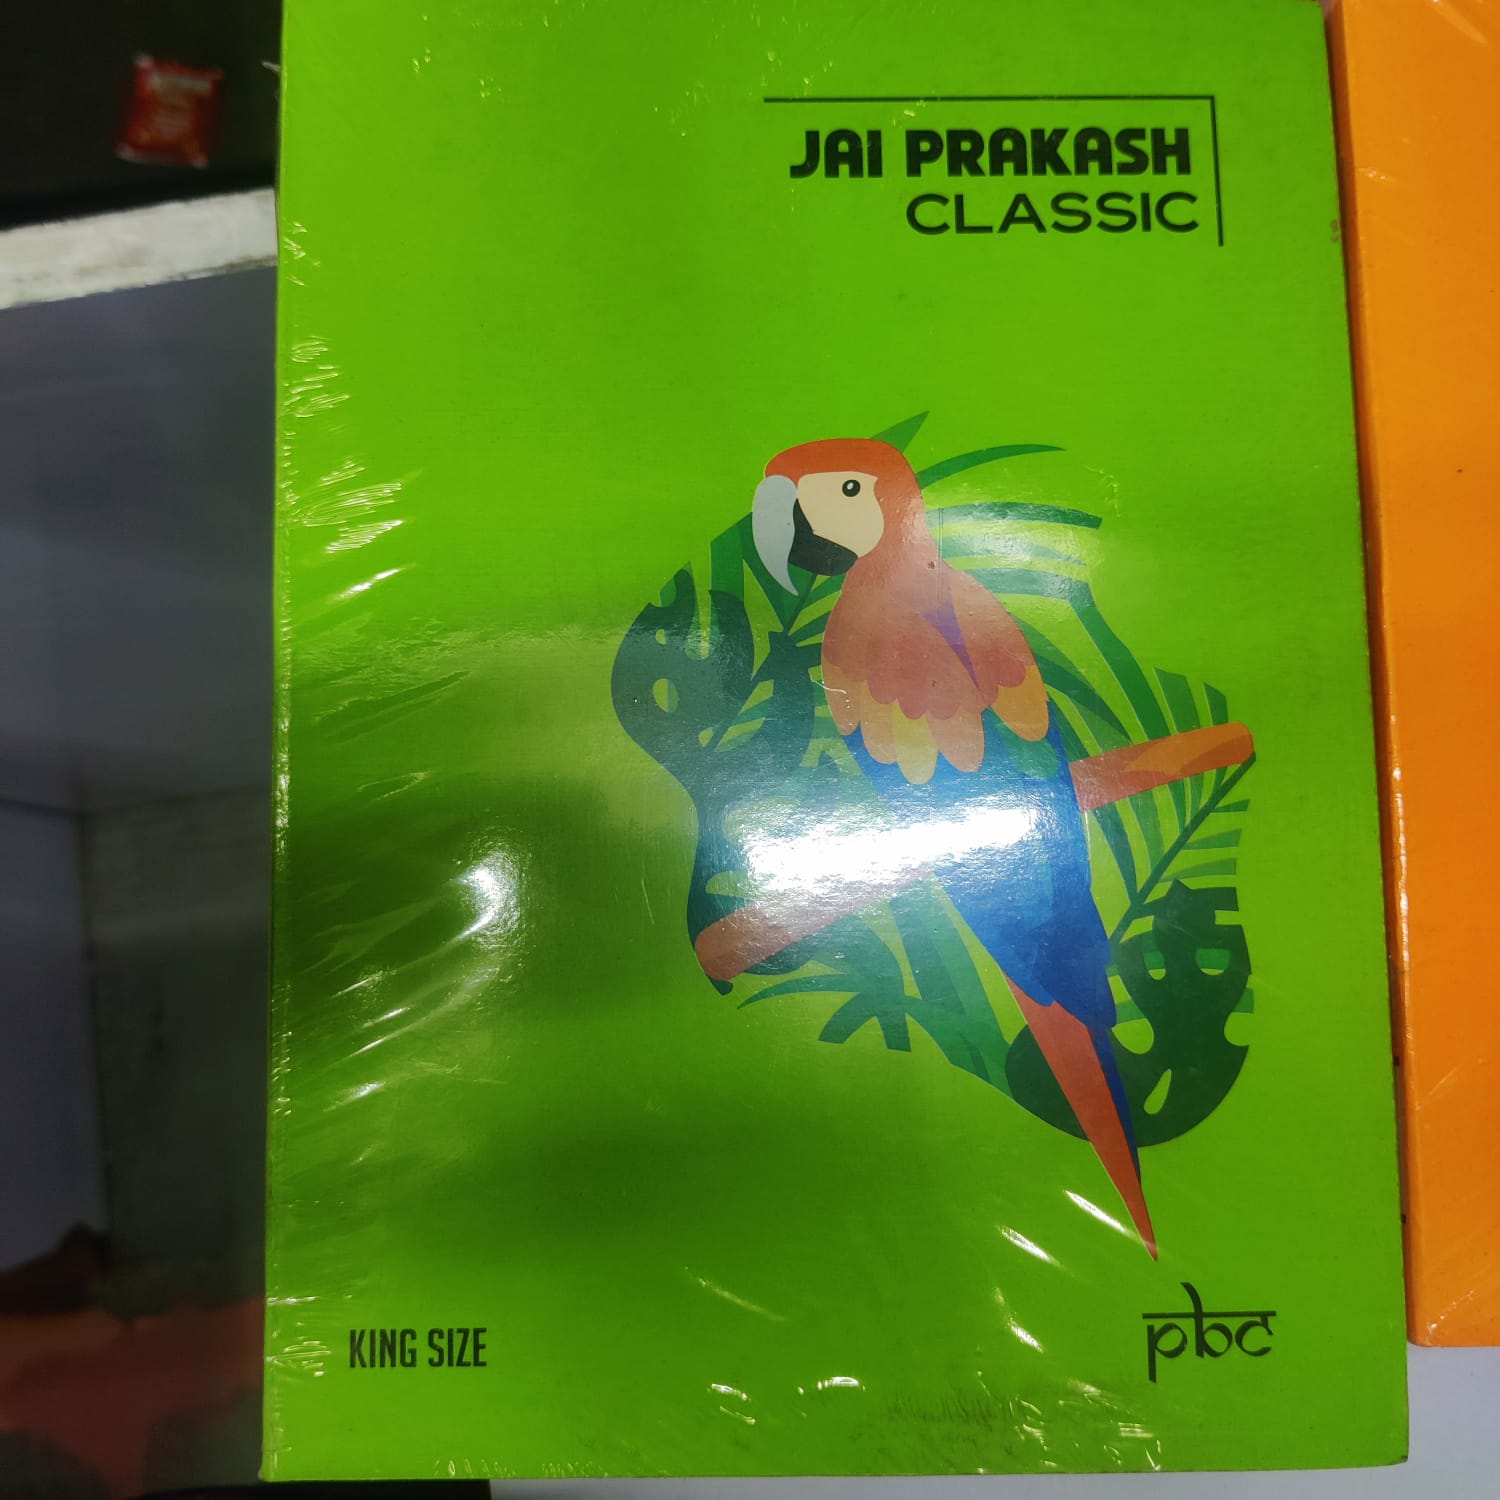 JAI PRAKASH
CLASSIC
KING SIZE
pbc